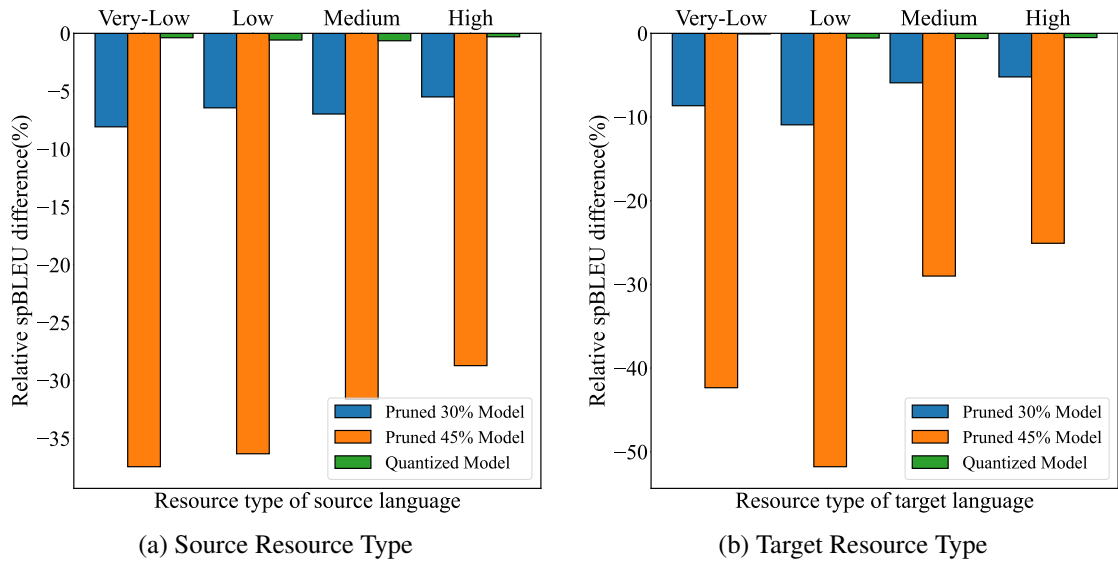 Very-Low Low Medium High
0
−5
−10
−15
−20
−25
−30
−35
Relative spBLEU difference(%)
Pruned 30% Model
Pruned 45% Model
Quantized Model
Resource type of source language
(a) Source Resource Type
Very-Low Low Medium High
0
−10
−20
−30
−40
−50
Relative spBLEU difference(%)
Pruned 30% Model
Pruned 45% Model
Quantized Model
Resource type of target language
(b) Target Resource Type